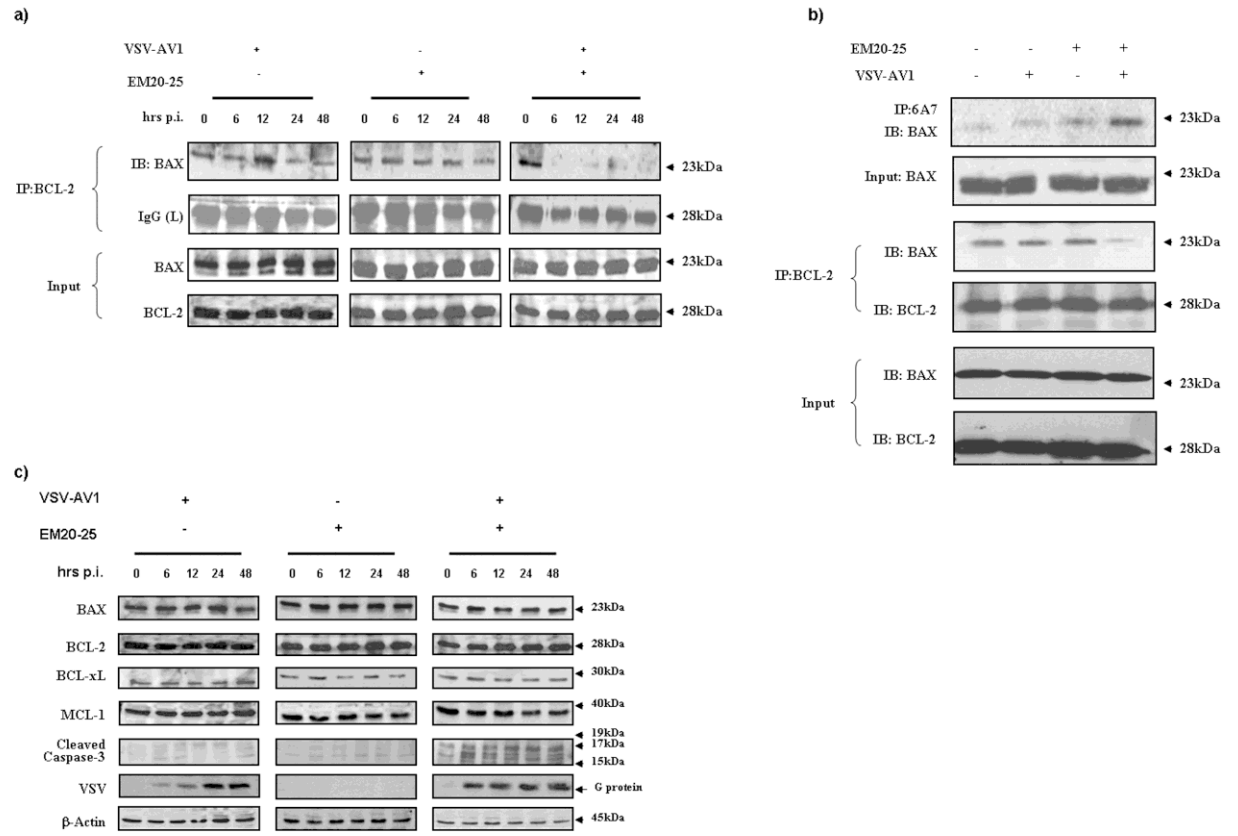 a)
VSV-AV1 + - +
EM20-25 - + +
hrs p.i. 0 6 12 24 48 0 6 12 24 48 0 6 12 24 48
IP:BCL-2
IB: BAX 23kDa
IgG (L) 28kDa
Input
BAX 23kDa
BCL-2 28kDa
b)
EM20-25 - - + +
VSV-AV1 - + - +
IP:6A7
IB: BAX 23kDa
Input: BAX 23kDa
IP:BCL-2
IB: BAX 23kDa
IB: BCL-2 28kDa
Input
IB: BAX 23kDa
IB: BCL-2 28kDa
c)
VSV-AV1 + - +
EM20-25 - + +
hrs p.i. 0 6 12 24 48 0 6 12 24 48 0 6 12 24 48
BAX 23kDa
BCL-2 28kDa
BCL-xL 30kDa
MCL-1 40kDa
19kDa
Cleaved 17kDa
Caspase-3 15kDa
VSV G protein
β-Actin 45kDa